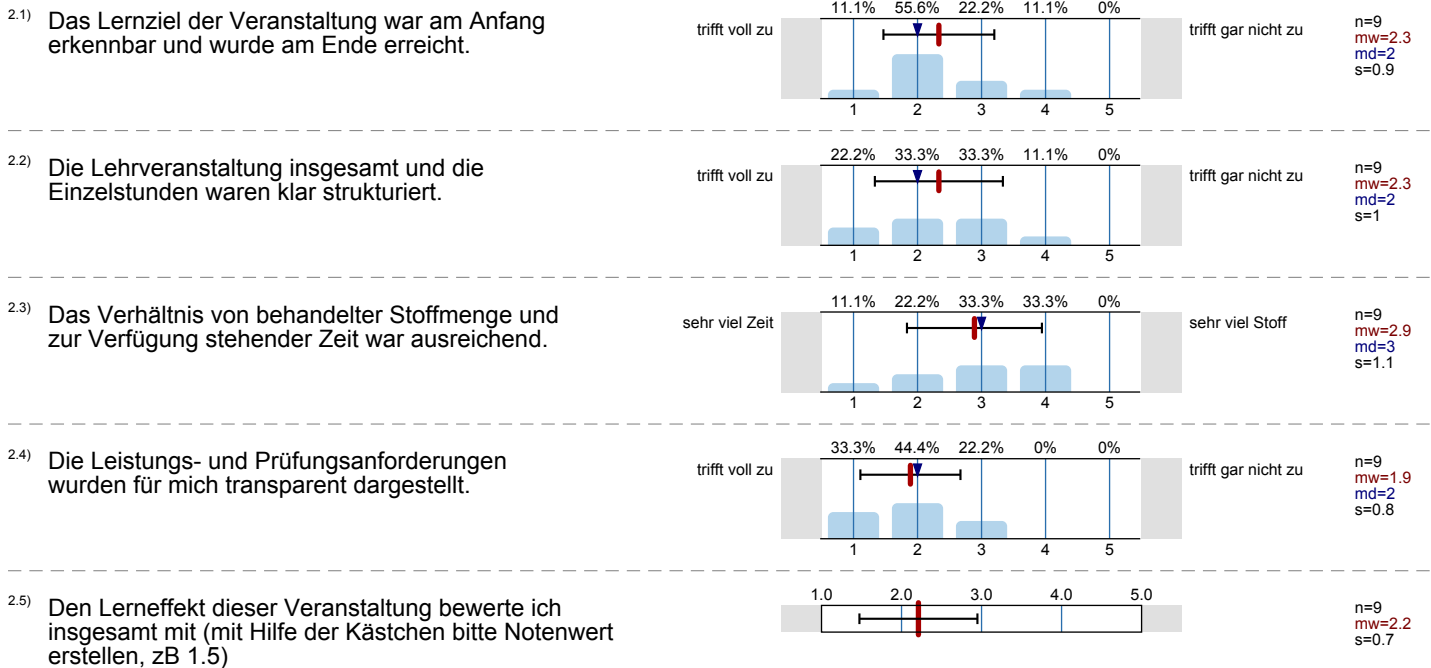 2.1) Das Lernziel der Veranstaltung war am Anfang
erkennbar und wurde am Ende erreicht.
11.1% 55.6% 22.2% 11.1% 0%
trifft voll zu
trifft gar nicht zu
1 2 3 4 5
n=9
mw=2.3
md=2
s=0.9
2.2) Die Lehrveranstaltung insgesamt und die
Einzelstunden waren klar strukturiert.
22.2% 33.3% 33.3% 11.1% 0%
trifft voll zu
trifft gar nicht zu
1 2 3 4 5
n=9
mw=2.3
md=2
s=1
2.3) Das Verhältnis von behandelter Stoffmenge und
zur Verfügung stehender Zeit war ausreichend.
11.1% 22.2% 33.3% 33.3% 0%
sehr viel Zeit
sehr viel Stoff
1 2 3 4 5
n=9
mw=2.9
md=3
s=1.1
2.4) Die Leistungs- und Prüfungsanforderungen
wurden für mich transparent dargestellt.
33.3% 44.4% 22.2% 0% 0%
trifft voll zu
trifft gar nicht zu
1 2 3 4 5
n=9
mw=1.9
md=2
s=0.8
2.5) Den Lerneffekt dieser Veranstaltung bewerte ich
insgesamt mit (mit Hilfe der Kästchen bitte Notenwert
erstellen, zB 1.5)
1.0 2.0 3.0 4.0 5.0
n=9
mw=2.2
s=0.7